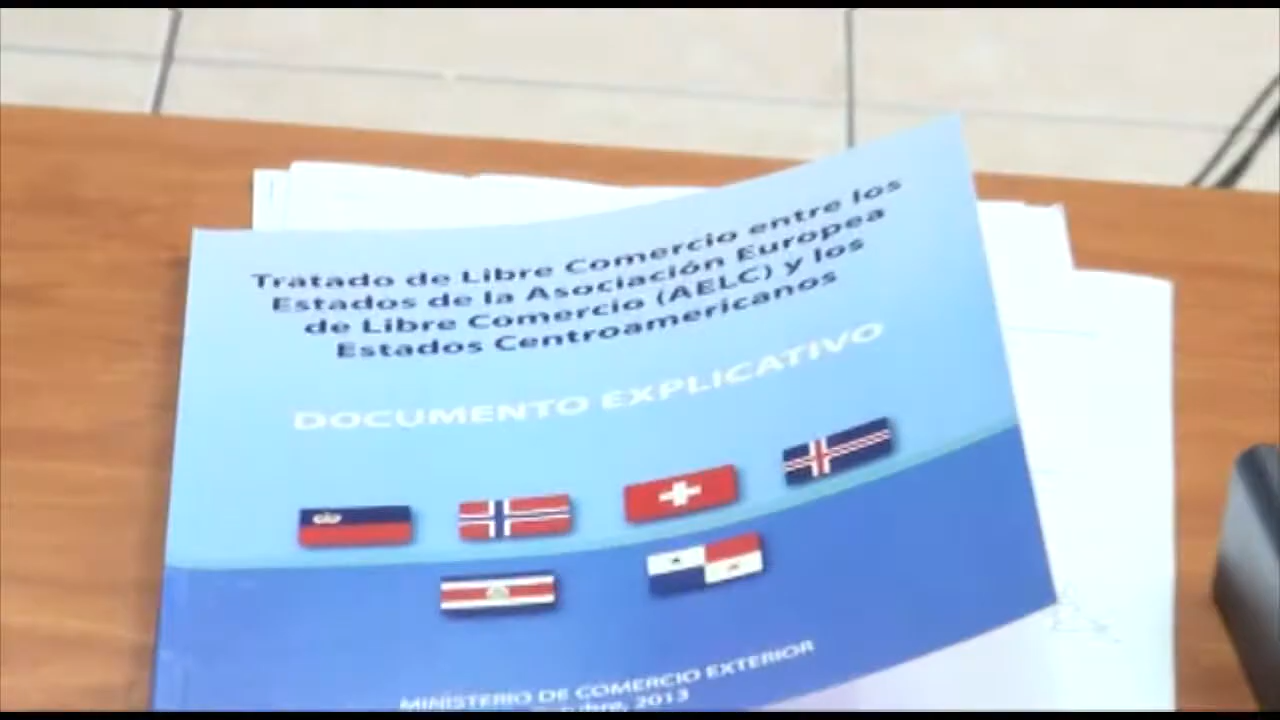 Tratado de Libre Comercio entre los
Estados de la Asociación Europea
de Libre Comercio (AELC) y los
Estados Centroamericanos
DOCUMENTO EXPLICATIVO
MINISTERIO DE COMERCIO EXTERIOR
2013